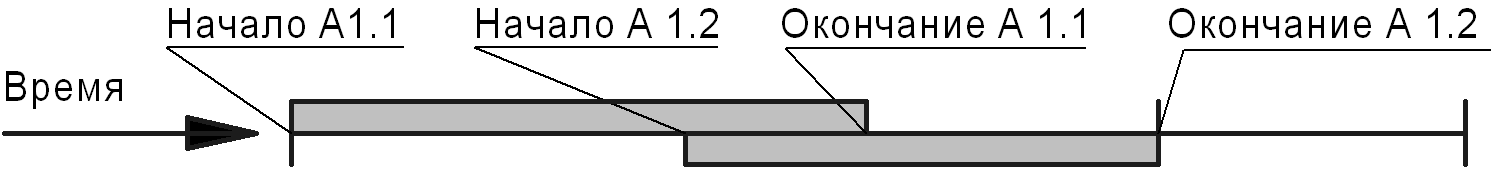 Начало А1.1
Начало А 1.2
Окончание А 1.1
Окончание А 1.2
Время